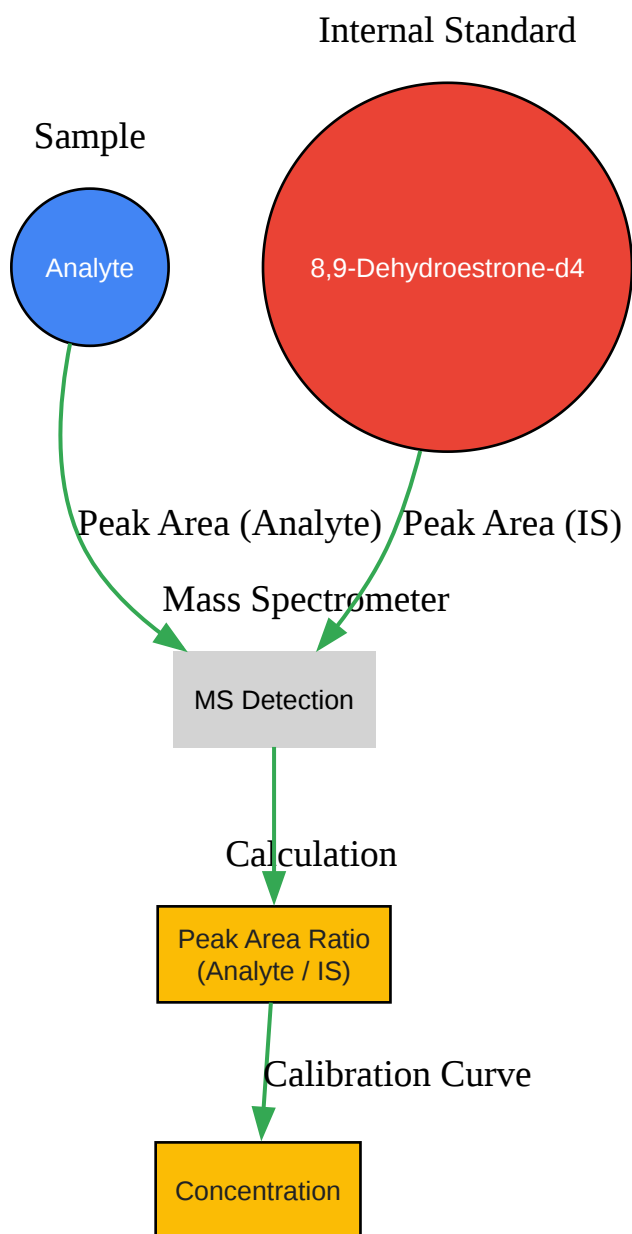 Internal Standard
Sample
Analyte
8,9-Dehydroestrone-d4
Peak Area (Analyte)
Peak Area (IS)
Mass Spectrometer
MS Detection
Calculation
Peak Area Ratio
(Analyte / IS)
Calibration Curve
Concentration